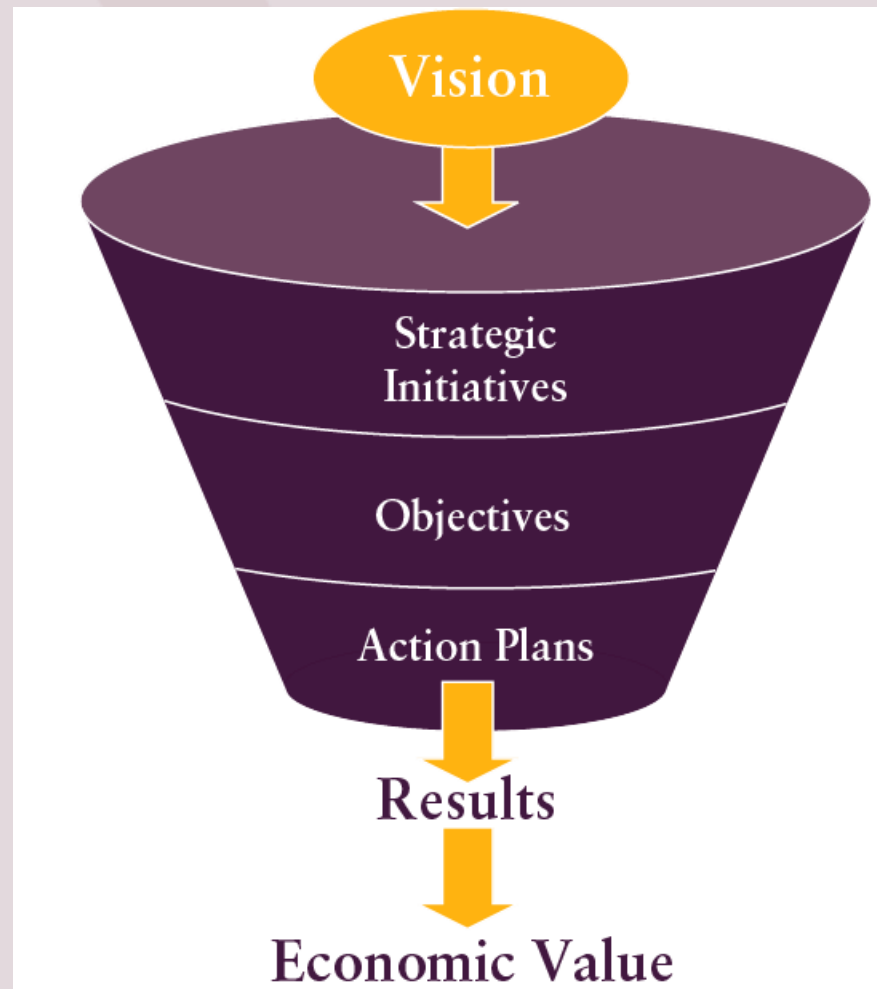 Vision
Strategic
Initiatives
Objectives
Action Plans
Results
Economic Value